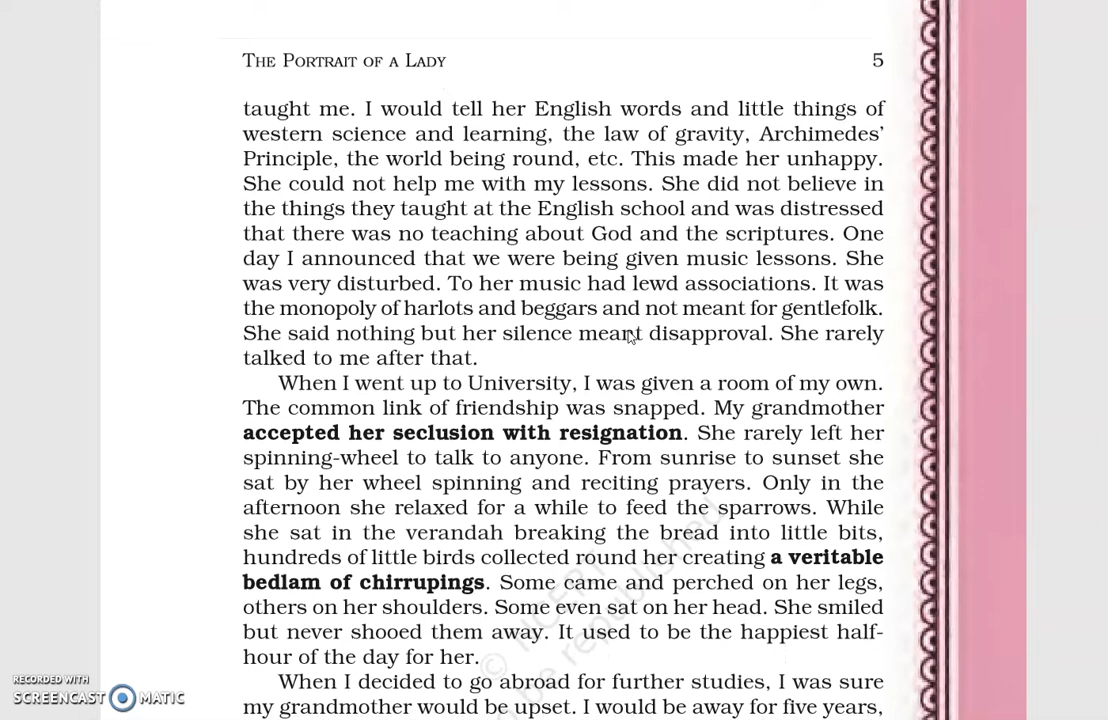 THE PORTRAIT OF A LADY 5
taught me. I would tell her English words and little things of
western science and learning, the law of gravity, Archimedes'
Principle, the world being round, etc. This made her unhappy.
She could not help me with my lessons. She did not believe in
the things they taught at the English school and was distressed
that there was no teaching about God and the scriptures. One
day I announced that we were being given music lessons. She
was very disturbed. To her music had lewd associations. It was
the monopoly of harlots and beggars and not meant for gentlefolk.
She said nothing but her silence meant disapproval. She rarely
talked to me after that.
When I went up to University, I was given a room of my own.
The common link of friendship was snapped. My grandmother
accepted her seclusion with resignation. She rarely left her
spinning-wheel to talk to anyone. From sunrise to sunset she
sat by her wheel spinning and reciting prayers. Only in the
afternoon she relaxed for a while to feed the sparrows. While
she sat in the verandah breaking the bread into little bits,
hundreds of little birds collected round her creating a veritable
bedlam of chirrupings. Some came and perched on her legs,
others on her shoulders. Some even sat on her head. She smiled
but never shooed them away. It used to be the happiest half-
hour of the day for her.
When I decided to go abroad for further studies, I was sure
my grandmother would be upset. I would be away for five years,
© NCERT
be republished
RECORDED WITH
SCREENCAST MATIC